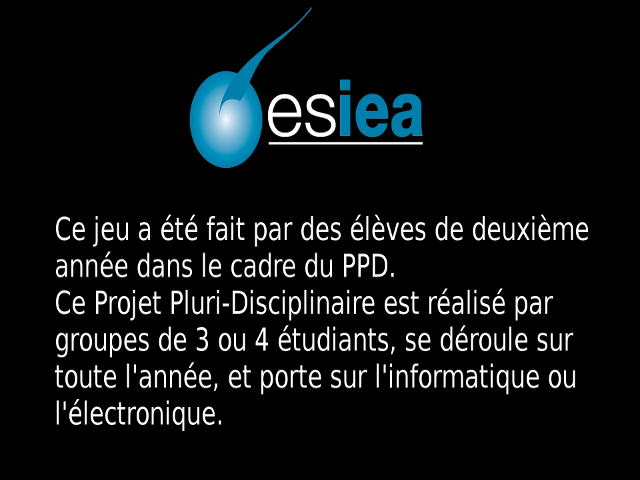 esiea
Ce jeu a été fait par des élèves de deuxième
année dans le cadre du PPD.
Ce Projet Pluri-Disciplinaire est réalisé par
groupes de 3 ou 4 étudiants, se déroule sur
toute l'année, et porte sur l'informatique ou
l'électronique.